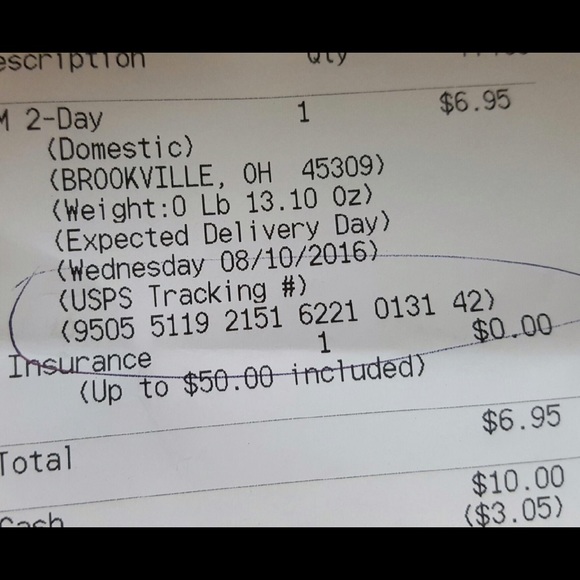 escription Qty
M 2-Day 1 $6.95
(Domestic)
(BROOKVILLE, OH 45309)
(Weight:0 Lb 13.10 Oz)
(Expected Delivery Day)
(Wednesday 08/10/2016)
(USPS Tracking #)
(9505 5119 2151 6221 0131 42)
Insurance 1 $0.00
(Up to $50.00 included)
Total $6.95
Cash $10.00
($3.05)